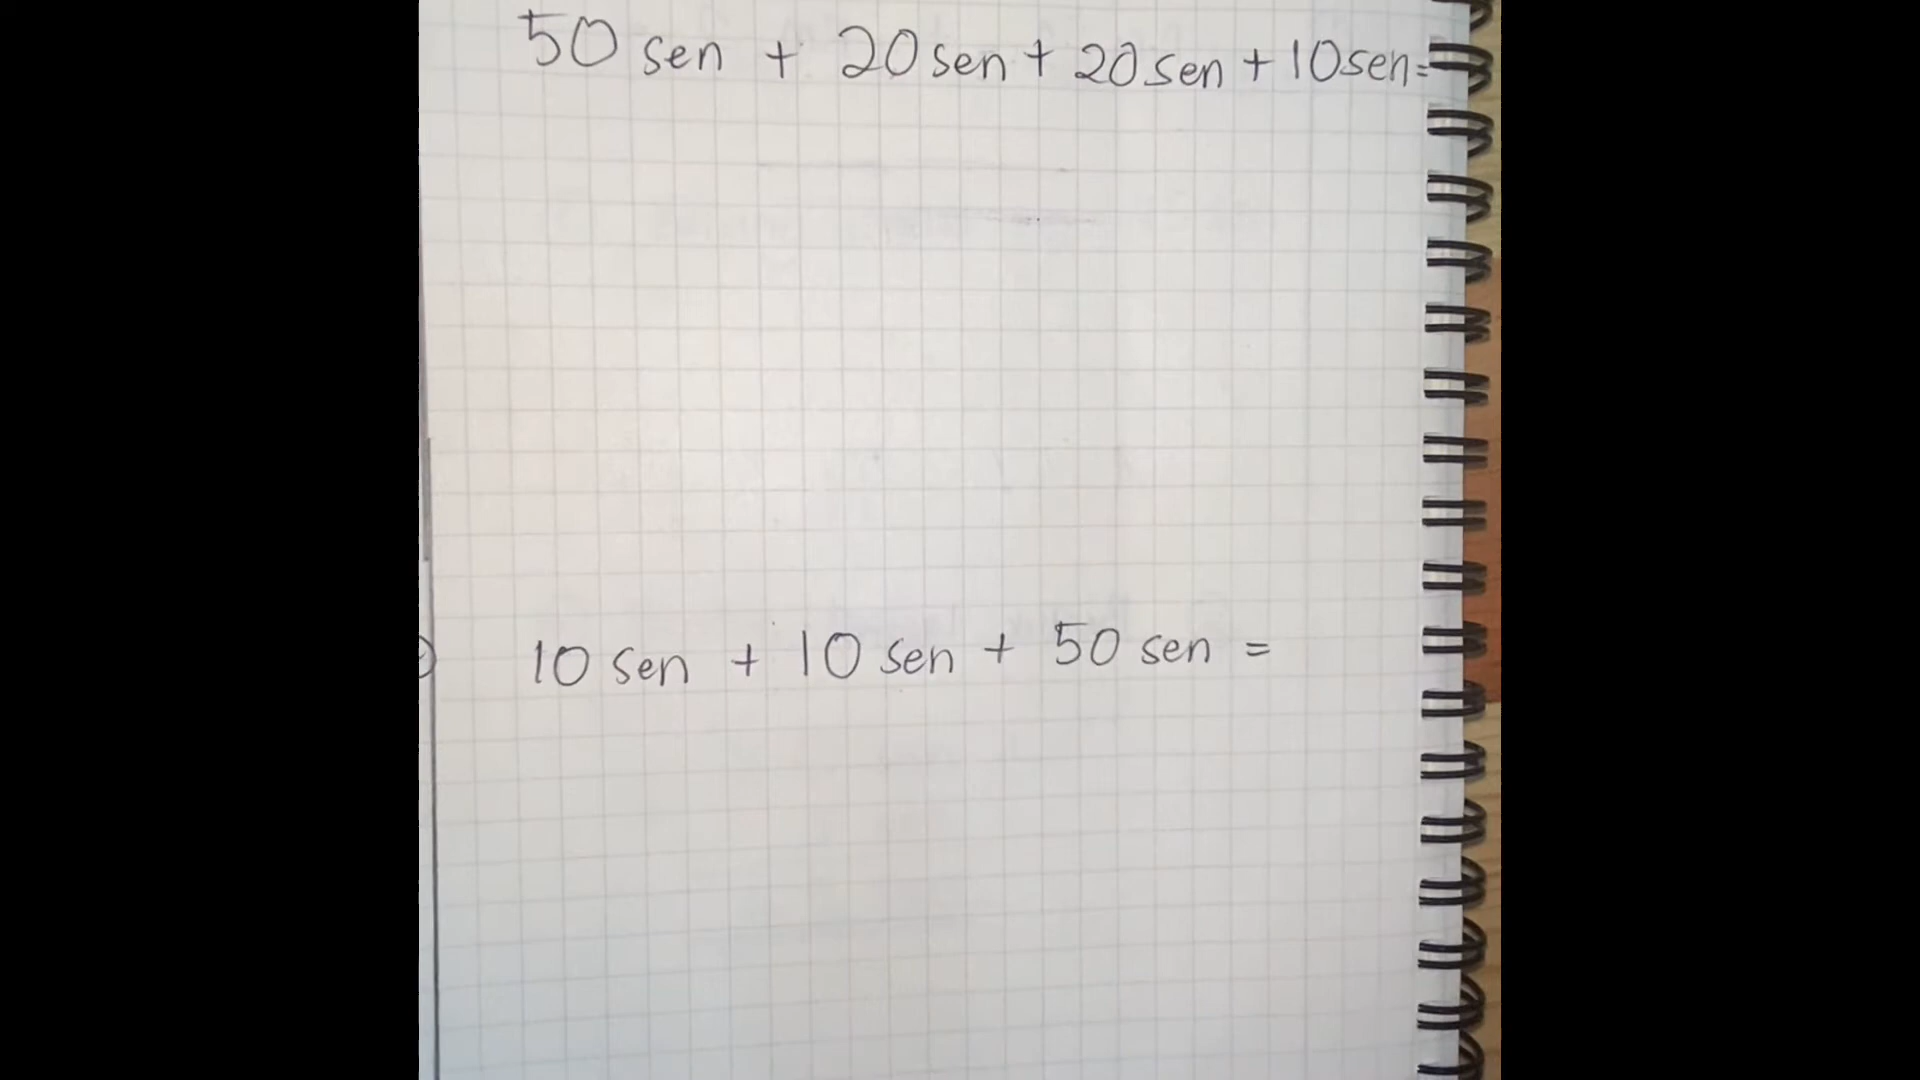 50 sen + 20 sen + 20 sen + 10 sen =
10 sen + 10 sen + 50 sen =